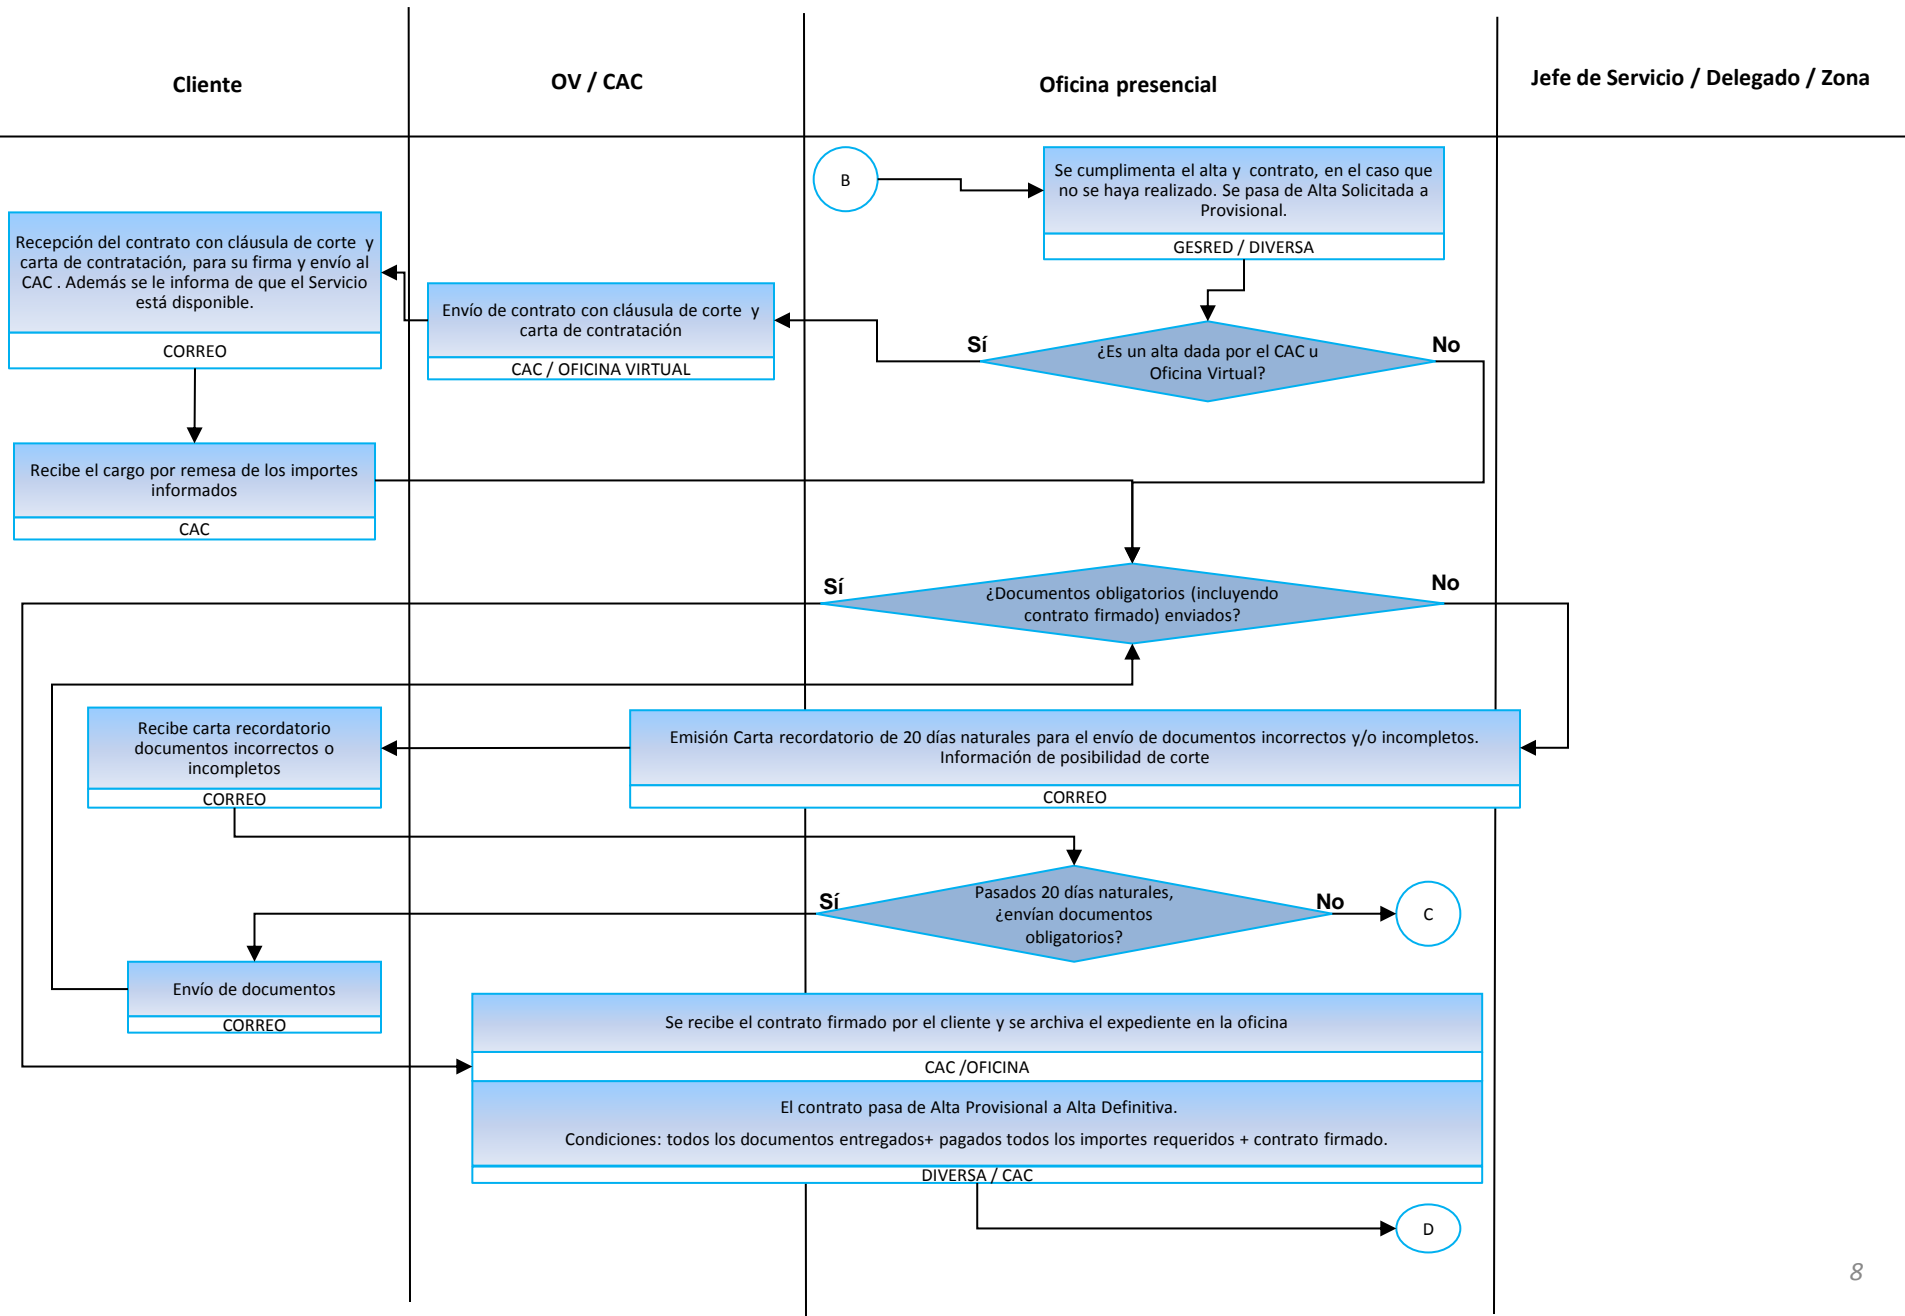 Cliente
OV / CAC
Oficina presencial
Jefe de Servicio / Delegado / Zona
B
Se cumplimenta el alta y contrato, en el caso que
no se haya realizado. Se pasa de Alta Solicitada a
Provisional.
GESRED / DIVERSA
Recepción del contrato con cláusula de corte y
carta de contratación, para su firma y envío al
CAC . Además se le informa de que el Servicio
está disponible.
CORREO
Envío de contrato con cláusula de corte y
carta de contratación
CAC / OFICINA VIRTUAL
Sí
¿Es un alta dada por el CAC u
Oficina Virtual?
No
Recibe el cargo por remesa de los importes
informados
CAC
Sí
¿Documentos obligatorios (incluyendo
contrato firmado) enviados?
No
Recibe carta recordatorio
documentos incorrectos o
incompletos
CORREO
Emisión Carta recordatorio de 20 días naturales para el envío de documentos incorrectos y/o incompletos.
Información de posibilidad de corte
CORREO
Sí
Pasados 20 días naturales,
¿envían documentos
obligatorios?
No
C
Envío de documentos
CORREO
Se recibe el contrato firmado por el cliente y se archiva el expediente en la oficina
CAC /OFICINA
El contrato pasa de Alta Provisional a Alta Definitiva.
Condiciones: todos los documentos entregados+ pagados todos los importes requeridos + contrato firmado.
DIVERSA / CAC
D
8